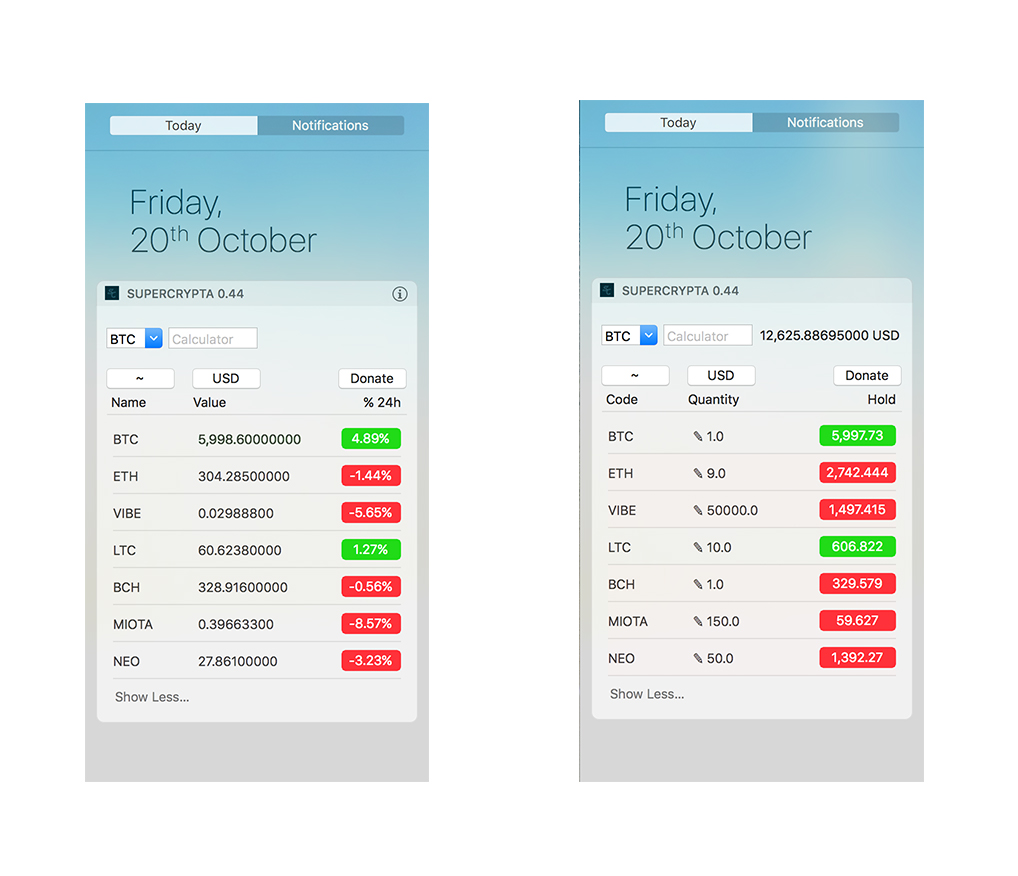 Today Notifications
Friday,
20th October
SUPERCRYPTA 0.44
BTC Calculator
~ USD Donate
Name Value % 24h
BTC 5,998.60000000 4.89%
ETH 304.28500000 -1.44%
VIBE 0.02988800 -5.65%
LTC 60.62380000 1.27%
BCH 328.91600000 -0.56%
MIOTA 0.39663300 -8.57%
NEO 27.86100000 -3.23%
Show Less...
Today Notifications
Friday,
20th October
SUPERCRYPTA 0.44
BTC Calculator 12,625.88695000 USD
~ USD Donate
Code Quantity Hold
BTC ✎ 1.0 5,997.73
ETH ✎ 9.0 2,742.444
VIBE ✎ 50000.0 1,497.415
LTC ✎ 10.0 606.822
BCH ✎ 1.0 329.579
MIOTA ✎ 150.0 59.627
NEO ✎ 50.0 1,392.27
Show Less...